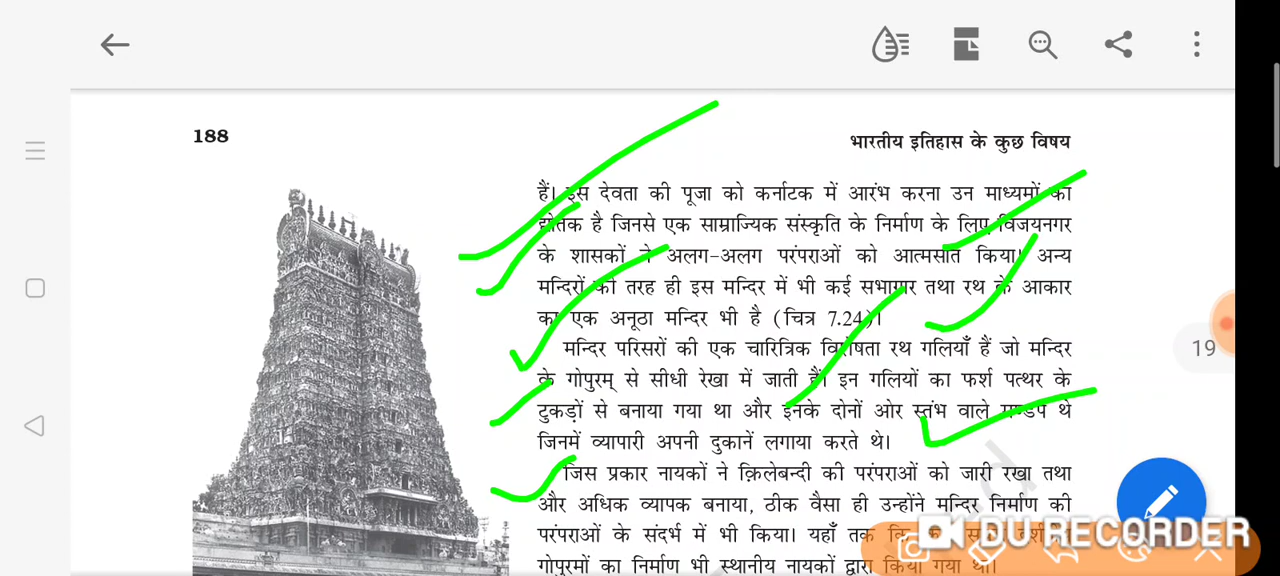 188
भारतीय इतिहास के कुछ विषय
हैं। इस देवता की पूजा को कर्नाटक में आरंभ करना उन माध्यमों का
द्योतक है जिनसे एक साम्राज्यिक संस्कृति के निर्माण के लिए विजयनगर
के शासकों ने अलग-अलग परंपराओं को आत्मसात किया। अन्य
मन्दिरों की तरह ही इस मन्दिर में भी कई सभागार तथा रथ के आकार
का एक अनूठा मन्दिर भी है (चित्र 7.24)।
मन्दिर परिसरों की एक चारित्रिक विशेषता रथ गलियाँ हैं जो मन्दिर
के गोपुरम् से सीधी रेखा में जाती हैं। इन गलियों का फर्श पत्थर के
टुकड़ों से बनाया गया था और इनके दोनों ओर स्तंभ वाले मण्डप थे
जिनमें व्यापारी अपनी दुकानें लगाया करते थे।
जिस प्रकार नायकों ने क़िलेबन्दी की परंपराओं को जारी रखा तथा
और अधिक व्यापक बनाया, ठीक वैसा ही उन्होंने मन्दिर निर्माण की
परंपराओं के संदर्भ में भी किया। यहाँ तक कि
गोपुरमों का निर्माण भी स्थानीय नायकों द्वारा किया गया था।
19
DU RECORDER